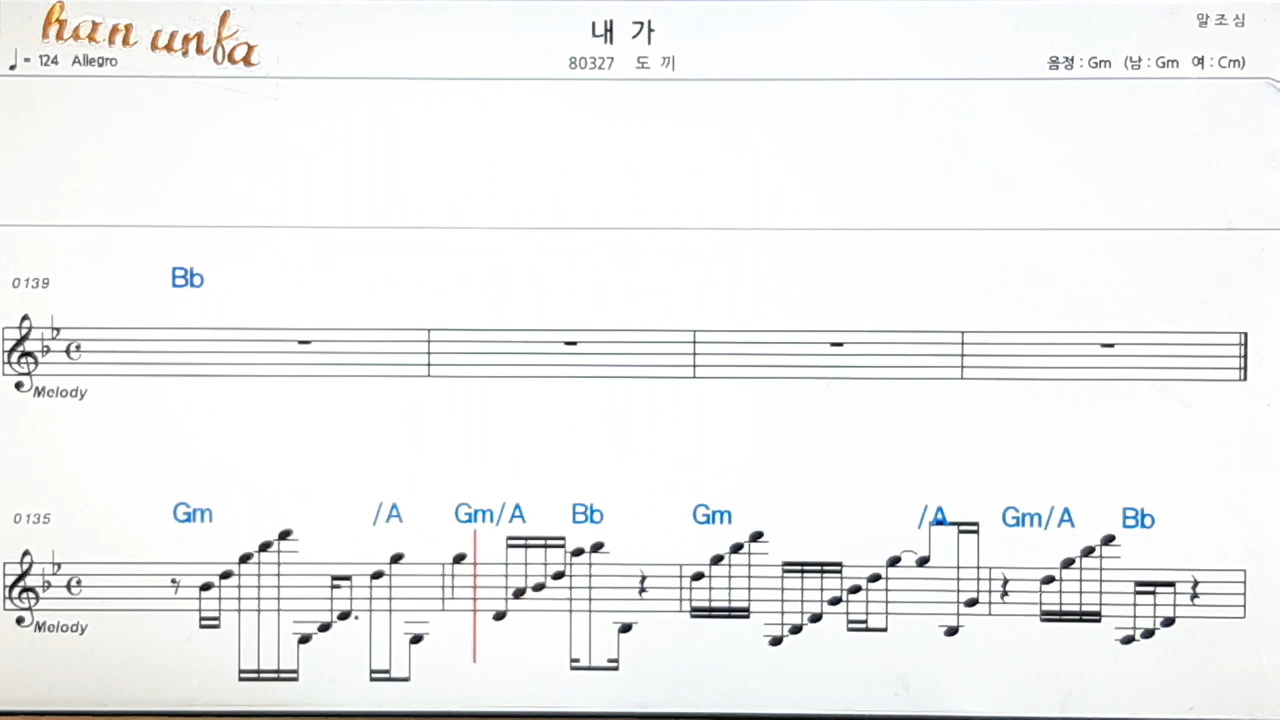 han unfa
내 가
말조심
♩= 124 Allegro
80327 도 끼
음정 : Gm (남 : Gm 여 : Cm)
0139 Bb
Melody
0135 Gm /A Gm/A Bb Gm /A Gm/A Bb
Melody